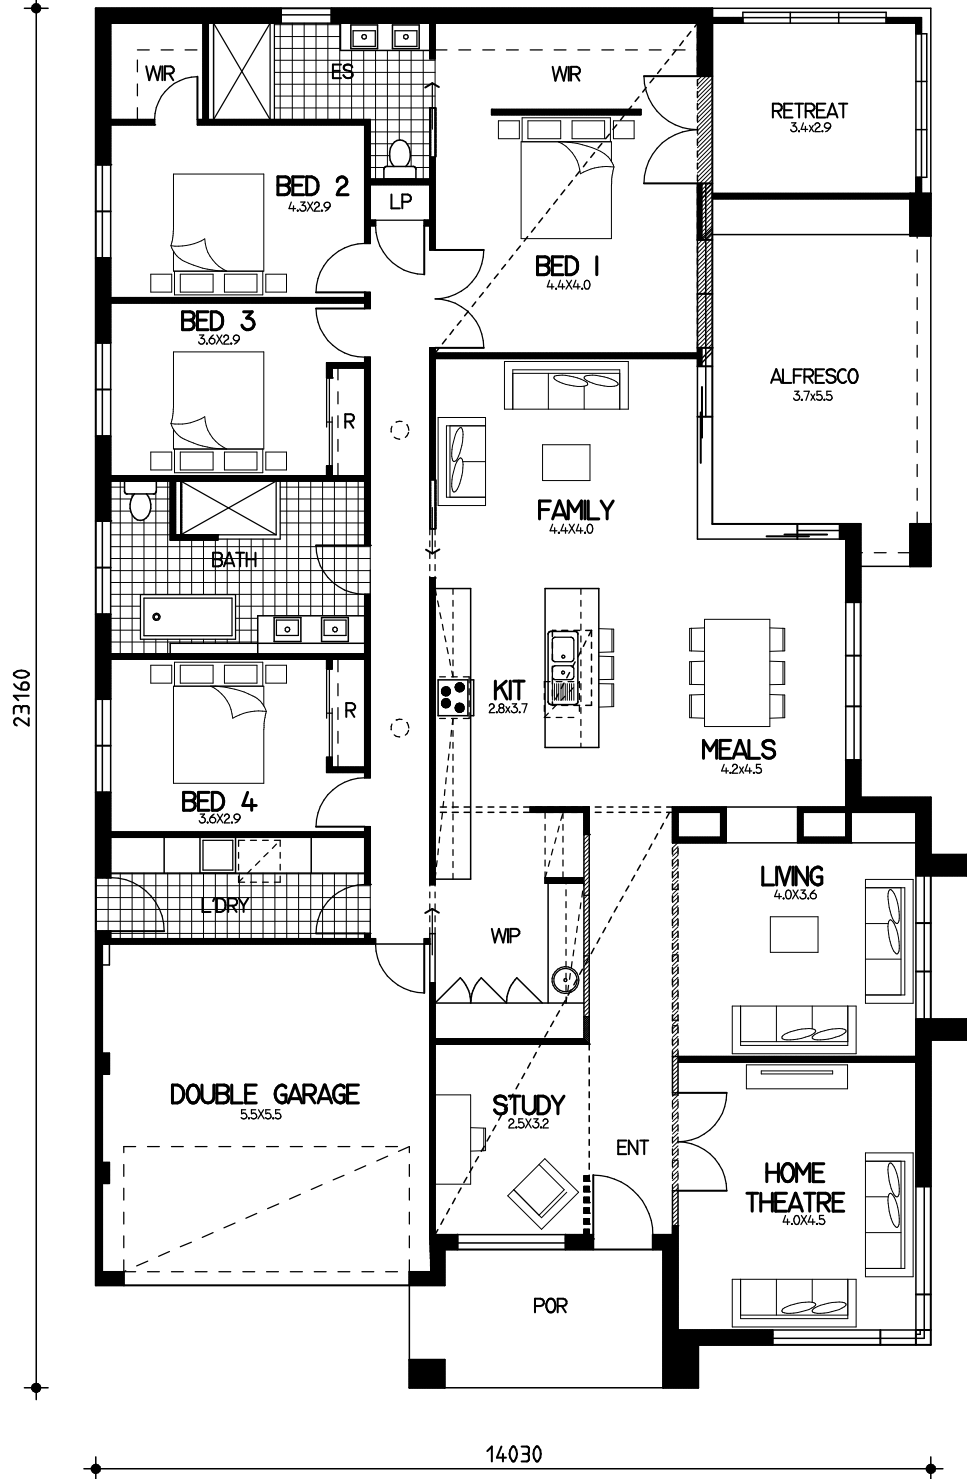 WIR
ES
WIR
RETREAT
3.4x2.9
BED 2
4.3X2.9
LP
BED 1
4.4X4.0
BED 3
3.6X2.9
ALFRESCO
3.7x5.5
R
FAMILY
4.4X4.0
BATH
23160
KIT
2.8x3.7
R
MEALS
4.2x4.5
BED 4
3.6X2.9
LIVING
4.0X3.6
L'DRY
WIP
DOUBLE GARAGE
5.5X5.5
STUDY
2.5X3.2
ENT
HOME
THEATRE
4.0X4.5
POR
14030